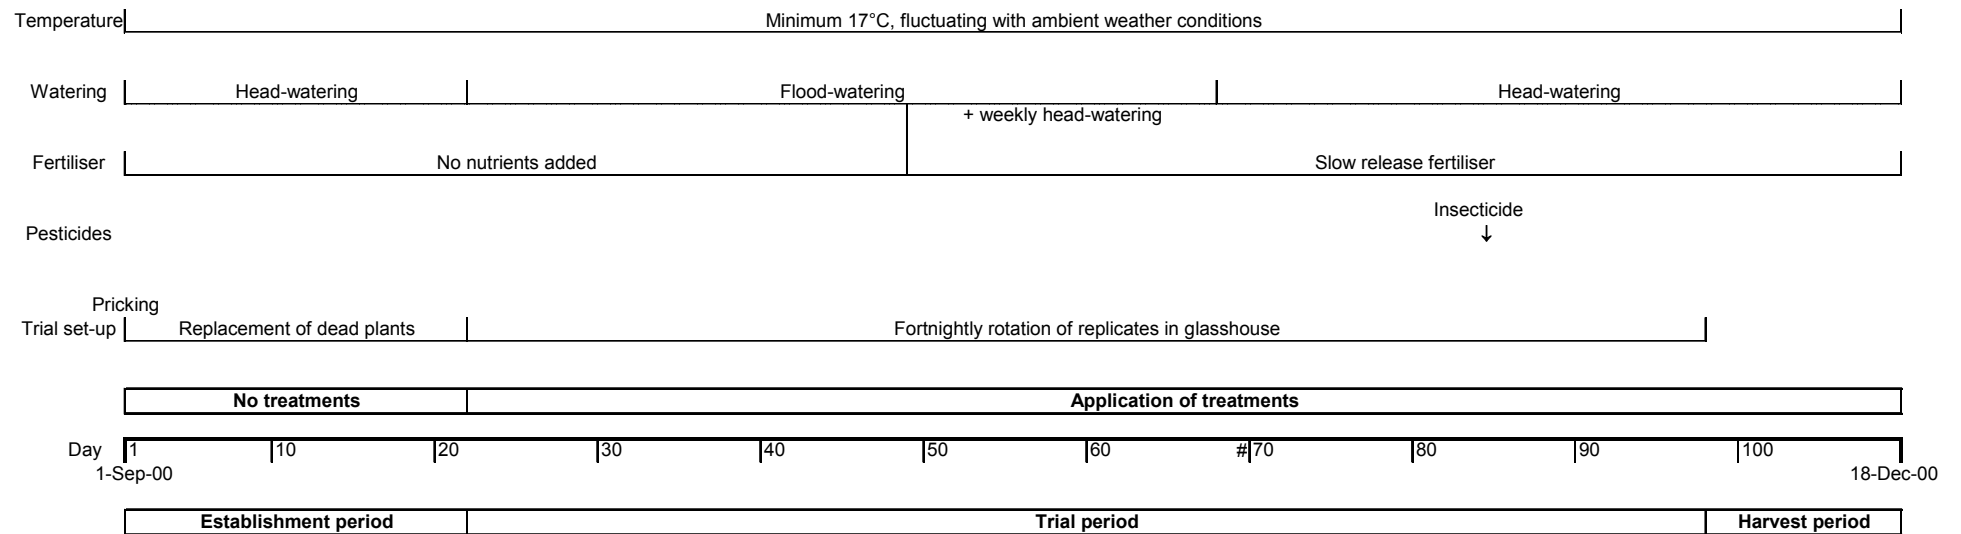 Temperature Minimum 17°C, fluctuating with ambient weather conditions
Watering Head-watering Flood-watering Head-watering
+ weekly head-watering
Fertiliser No nutrients added Slow release fertiliser
Insecticide
Pesticides ↓
Pricking
Trial set-up Replacement of dead plants Fortnightly rotation of replicates in glasshouse
No treatments Application of treatments
Day 1 10 20 30 40 50 60 #70 80 90 100
1-Sep-00 18-Dec-00
Establishment period Trial period Harvest period